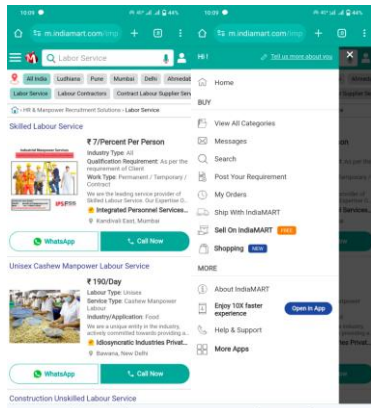 10:09
44%
m.indiamart.com/imp
Labour Service
All India
Ludhiana
Pune
Mumbai
Delhi
Ahmedat
Labour Service
Labour Contractors
Contract Labour Supplier Serv
HR & Manpower Recruitment Solutions
Labour Service
Skilled Labour Service
₹ 7/Percent Per Person
Industry Type: All
Qualification Requirement: As per the
requirement of Client
Work Type: Permanent / Temporary /
Contract
We are the leading service provider of
Skilled Labour Service. Our Expertise O..
Integrated Personnel Services...
Kandivali East, Mumbai
WhatsApp
Call Now
Unisex Cashew Manpower Labour Service
₹ 190/Day
Labour Type: Unisex
Service Type: Cashew Manpower
Labour
Industry/Application: Food
We are a unique entity in the industry,
actively committed towards providing a...
Idiosyncratic Industries Privat...
Bawana, New Delhi
WhatsApp
Call Now
Construction Unskilled Labour Service
10:09
44%
m.indiamart.com/imp
Hi !
Tell us more about you
Home
BUY
View All Categories
Messages
Search
Post Your Requirement
My Orders
Ship With IndiaMART
Sell On IndiaMART
FREE
Shopping
NEW
MORE
About IndiaMART
Enjoy 10X faster
experience
Open in App
Help & Support
More Apps